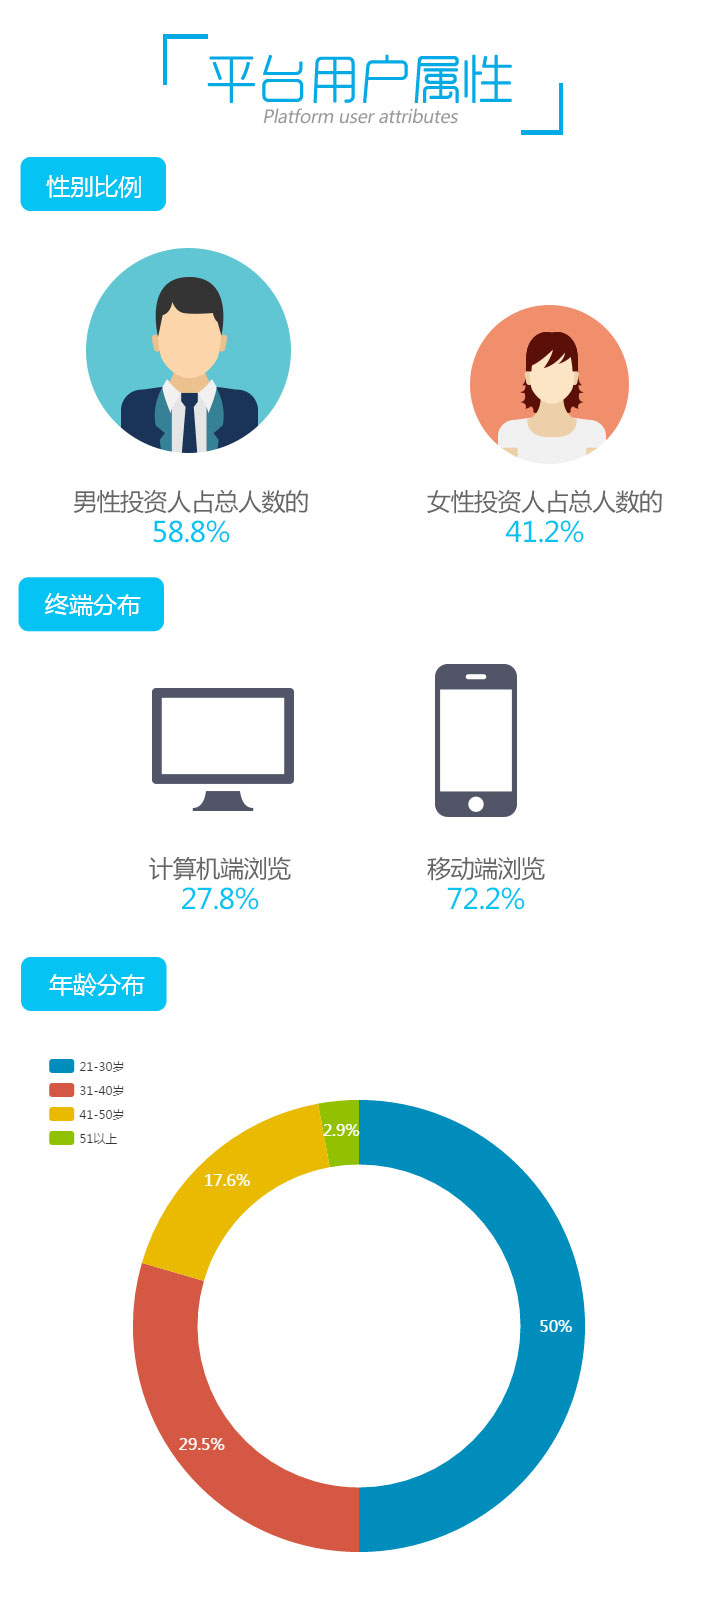 平台用户属性
Platform user attributes
性别比例
男性投资人占总人数的
58.8%
女性投资人占总人数的
41.2%
终端分布
计算机端浏览
27.8%
移动端浏览
72.2%
年龄分布
21-30岁
31-40岁
41-50岁
51以上
2.9%
17.6%
50%
29.5%